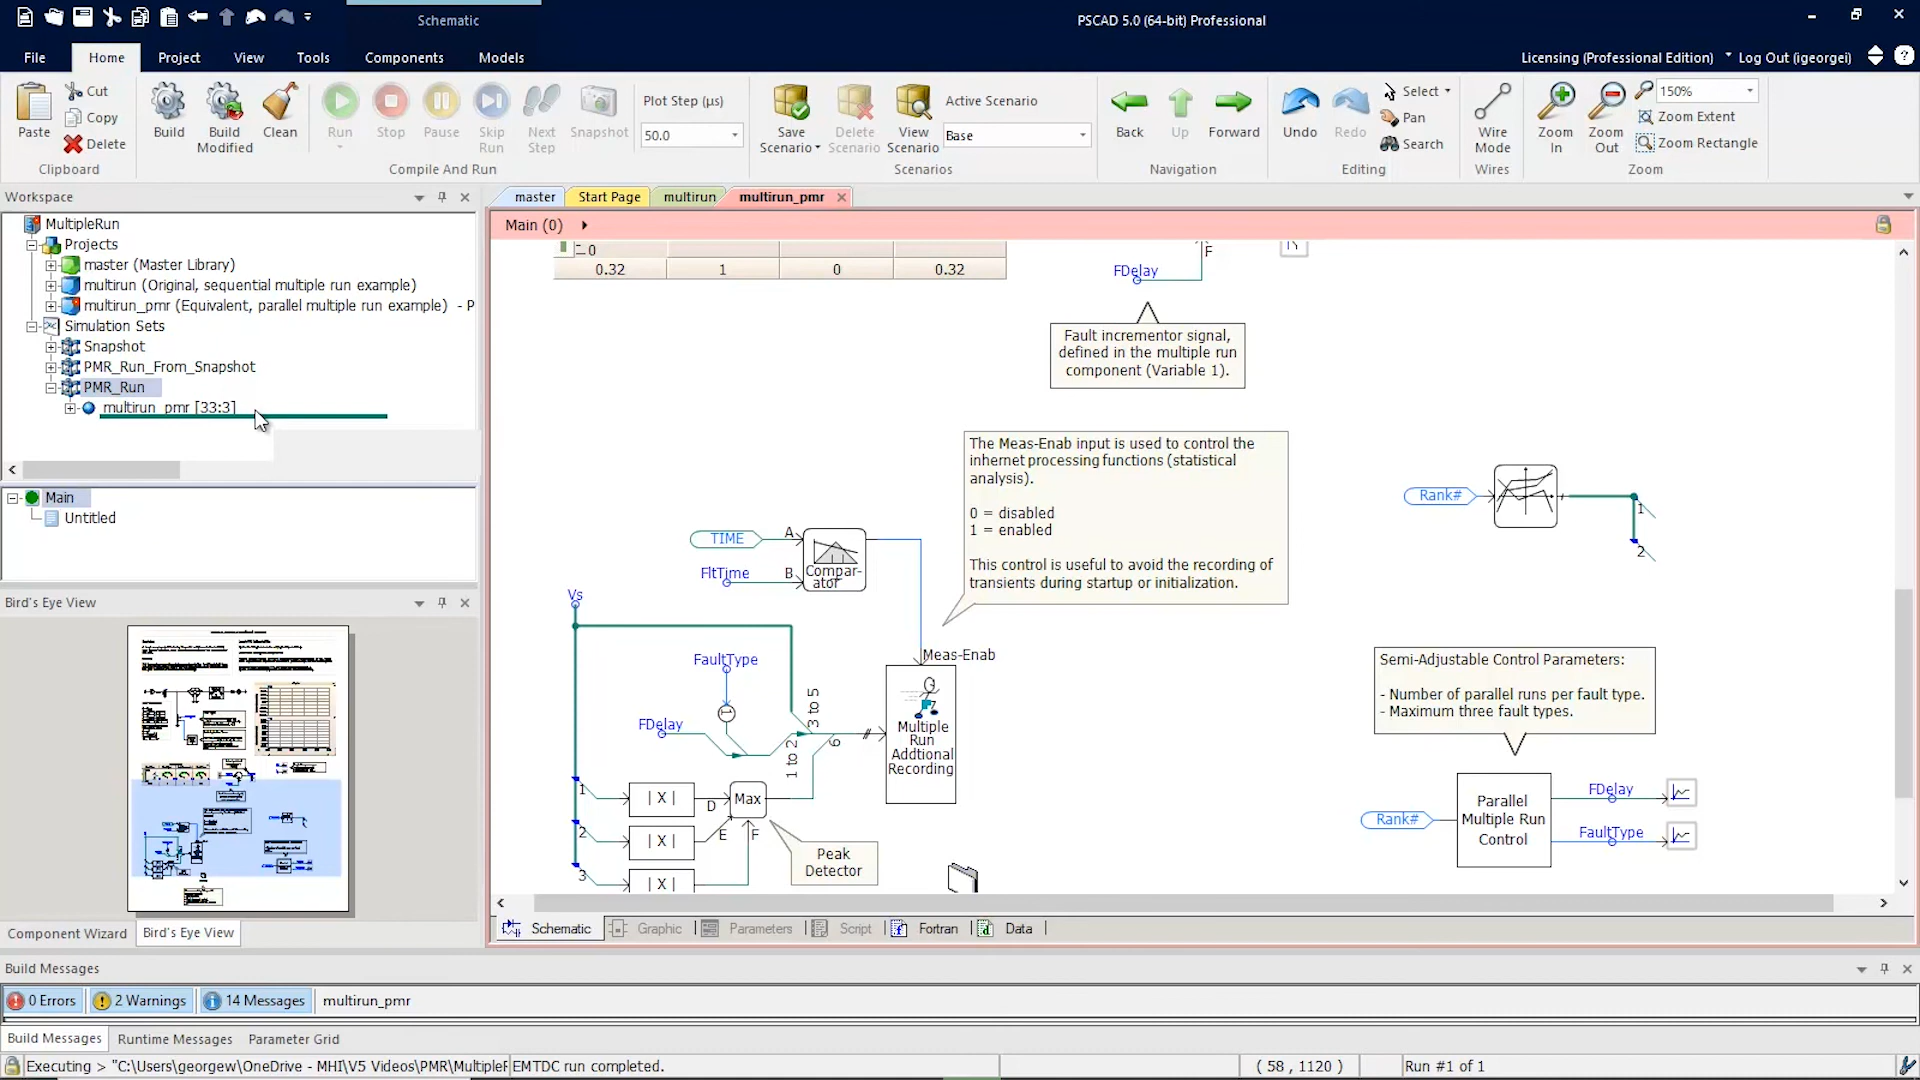 Schematic
PSCAD 5.0 (64-bit) Professional
File
Home
Project
View
Tools
Components
Models
Licensing (Professional Edition)
Log Out (igeorgei)
Paste
Cut
Copy
Delete
Clipboard
Build
Build
Modified
Clean
Run
Stop
Pause
Skip
Run
Next
Step
Snapshot
Compile And Run
Plot Step (µs)
50.0
Save
Scenario
Delete
Scenario
View
Scenario
Active Scenario
Base
Scenarios
Back
Up
Forward
Navigation
Undo
Redo
Select
Pan
Search
Editing
Wire
Mode
Wires
Zoom
In
Zoom
Out
150%
Zoom Extent
Zoom Rectangle
Zoom
Workspace
MultipleRun
Projects
master (Master Library)
multirun (Original, sequential multiple run example)
multirun_pmr (Equivalent, parallel multiple run example) - P
Simulation Sets
Snapshot
PMR_Run_From_Snapshot
PMR_Run
multirun_pmr [33:3]
Main
Untitled
Bird's Eye View
Component Wizard
Bird's Eye View
master
Start Page
multirun
multirun_pmr
Main (0)
0.32 1 0 0.32
F
FDelay
Fault incrementor signal,
defined in the multiple run
component (Variable 1).
The Meas-Enab input is used to control the
inhernet processing functions (statistical
analysis).
0 = disabled
1 = enabled
This control is useful to avoid the recording of
transients during startup or initialization.
Rank#
1
2
TIME
A
FltTime
B
Compar-
ator
Vs
FaultType
1
FDelay
1 to 2
3 to 5
6
Meas-Enab
Multiple
Run
Addtional
Recording
1
|X|
D
Max
2
|X|
E
F
3
|X|
Peak
Detector
Semi-Adjustable Control Parameters:
- Number of parallel runs per fault type.
- Maximum three fault types.
Rank#
Parallel
Multiple Run
Control
FDelay
FaultType
Schematic
Graphic
Parameters
Script
Fortran
Data
Build Messages
0 Errors
2 Warnings
14 Messages
multirun_pmr
Build Messages
Runtime Messages
Parameter Grid
Executing > "C:\Users\georgew\OneDrive - MHI\V5 Videos\PMR\MultipleF
EMTDC run completed.
( 58 , 1120 )
Run #1 of 1